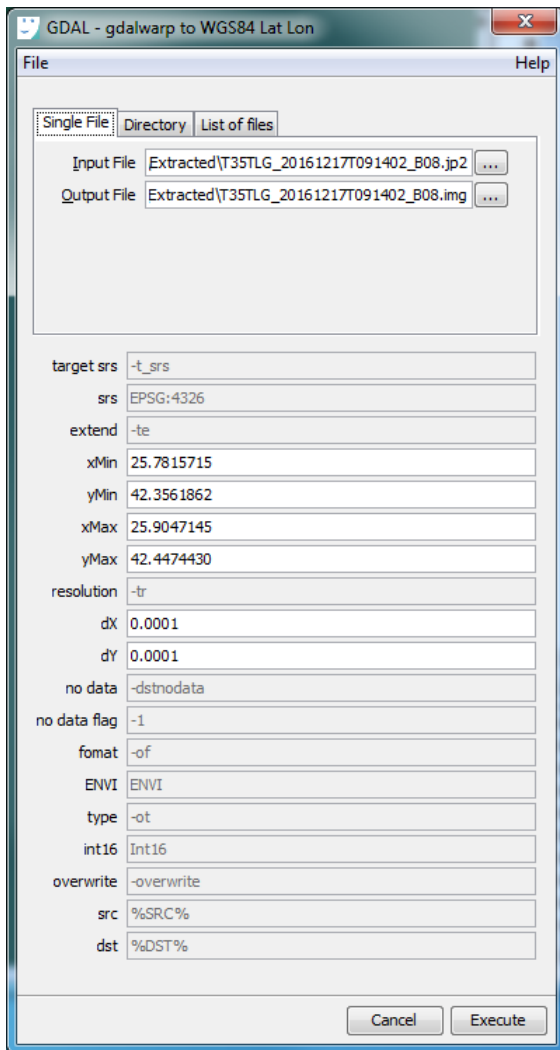 GDAL - gdalwarp to WGS84 Lat Lon
File Help
Single File Directory List of files
Input File Extracted\T35TLG_20161217T091402_B08.jp2 ...
Output File Extracted\T35TLG_20161217T091402_B08.img ...
target srs -t_srs
srs EPSG:4326
extend -te
xMin 25.7815715
yMin 42.3561862
xMax 25.9047145
yMax 42.4474430
resolution -tr
dX 0.0001
dY 0.0001
no data -dstnodata
no data flag -1
fomat -of
ENVI ENVI
type -ot
int16 Int16
overwrite -overwrite
src %SRC%
dst %DST%
Cancel Execute